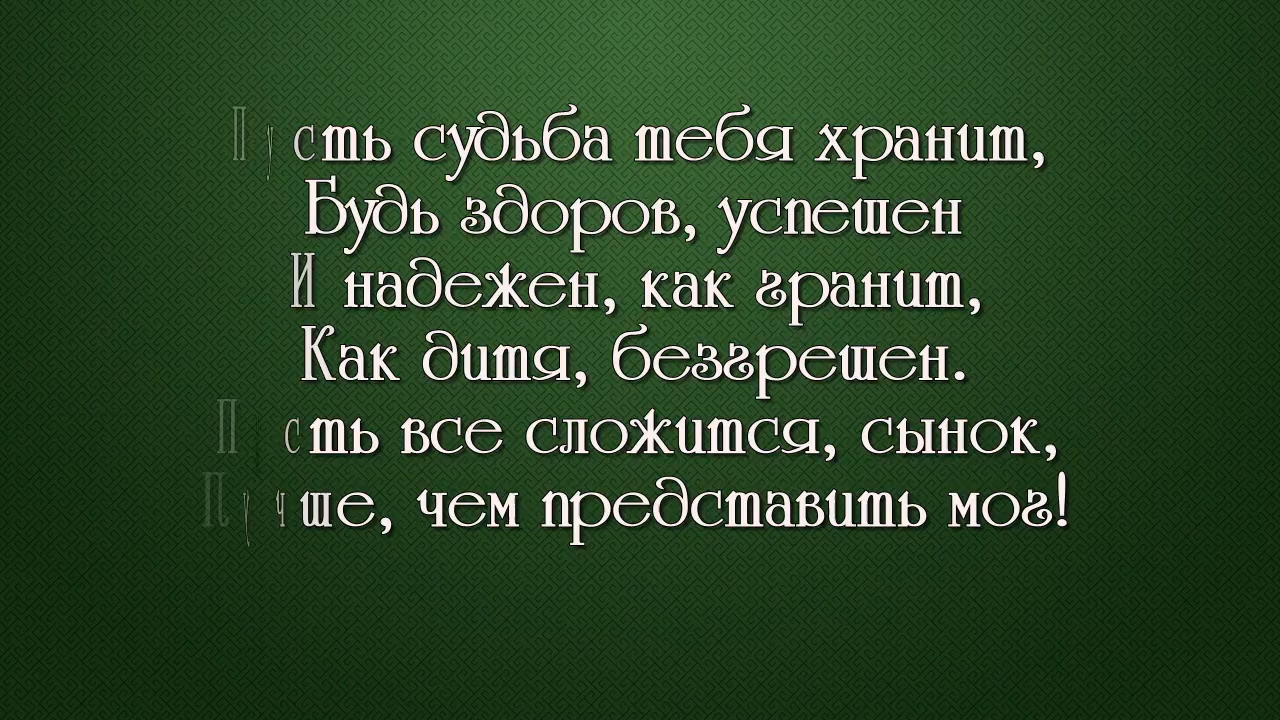 Пусть судьба тебя хранит,
Будь здоров, успешен
И надежен, как гранит,
Как дитя, безгрешен.
Пусть все сложится, сынок,
Лучше, чем представить мог!